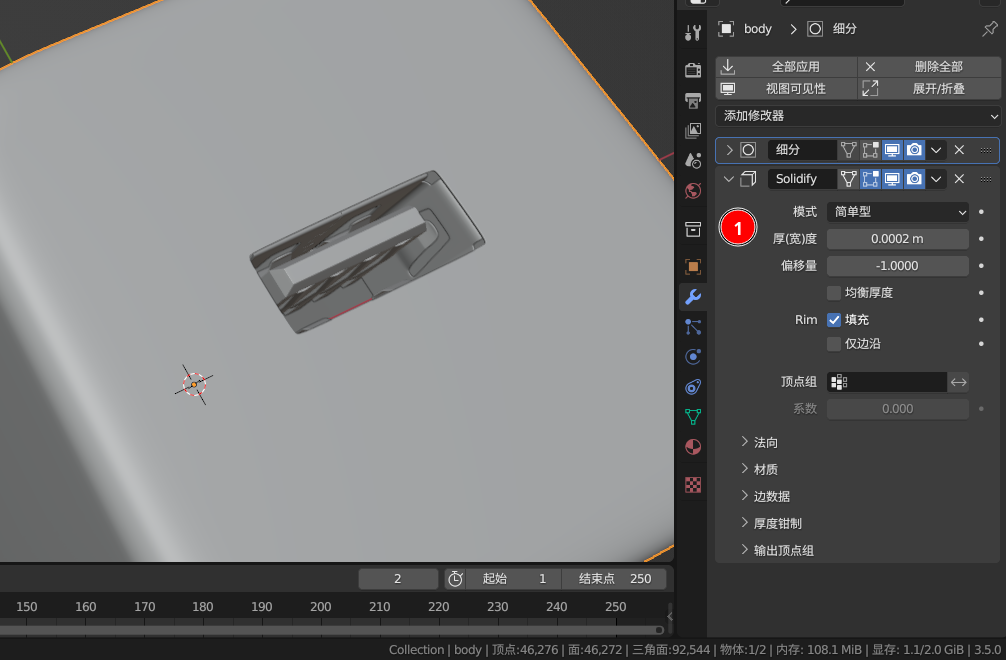 body > 细分
全部应用 删除全部
视图可见性 展开/折叠
添加修改器
细分
Solidify
模式 简单型
1
厚(宽)度 0.0002 m
偏移量 -1.0000
均衡厚度
Rim 填充
仅边沿
顶点组
系数 0.000
法向
材质
边数据
厚度钳制
输出顶点组
2 起始 1 结束点 250
150 160 170 180 190 200 210 220 230 240 250
Collection | body | 顶点:46,276 | 面:46,272 | 三角面:92,544 | 物体:1/2 | 内存: 108.1 MiB | 显存: 1.1/2.0 GiB | 3.5.0